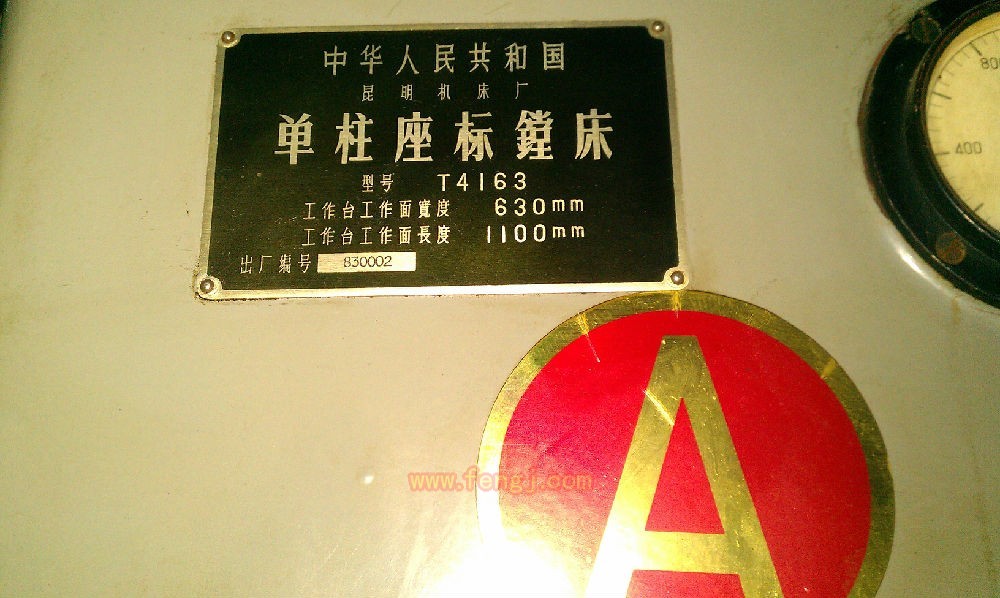 中华人民共和国
昆明机床厂
单柱座标鏜床
型号 T4163
工作台工作面寬度 630mm
工作台工作面長度 1100mm
出厂编号 830002
800
400
A
www.fengj.com